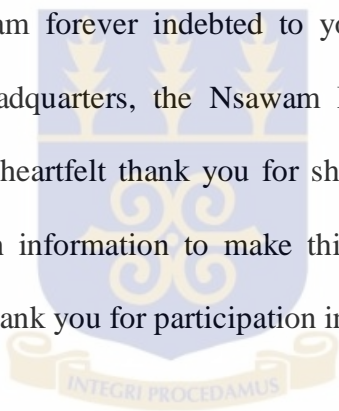 am forever indebted to yo
adquarters, the Nsawam
heartfelt thank you for sh
information to make thi
ank you for participation in
INTEGRI PROCEDAMUS